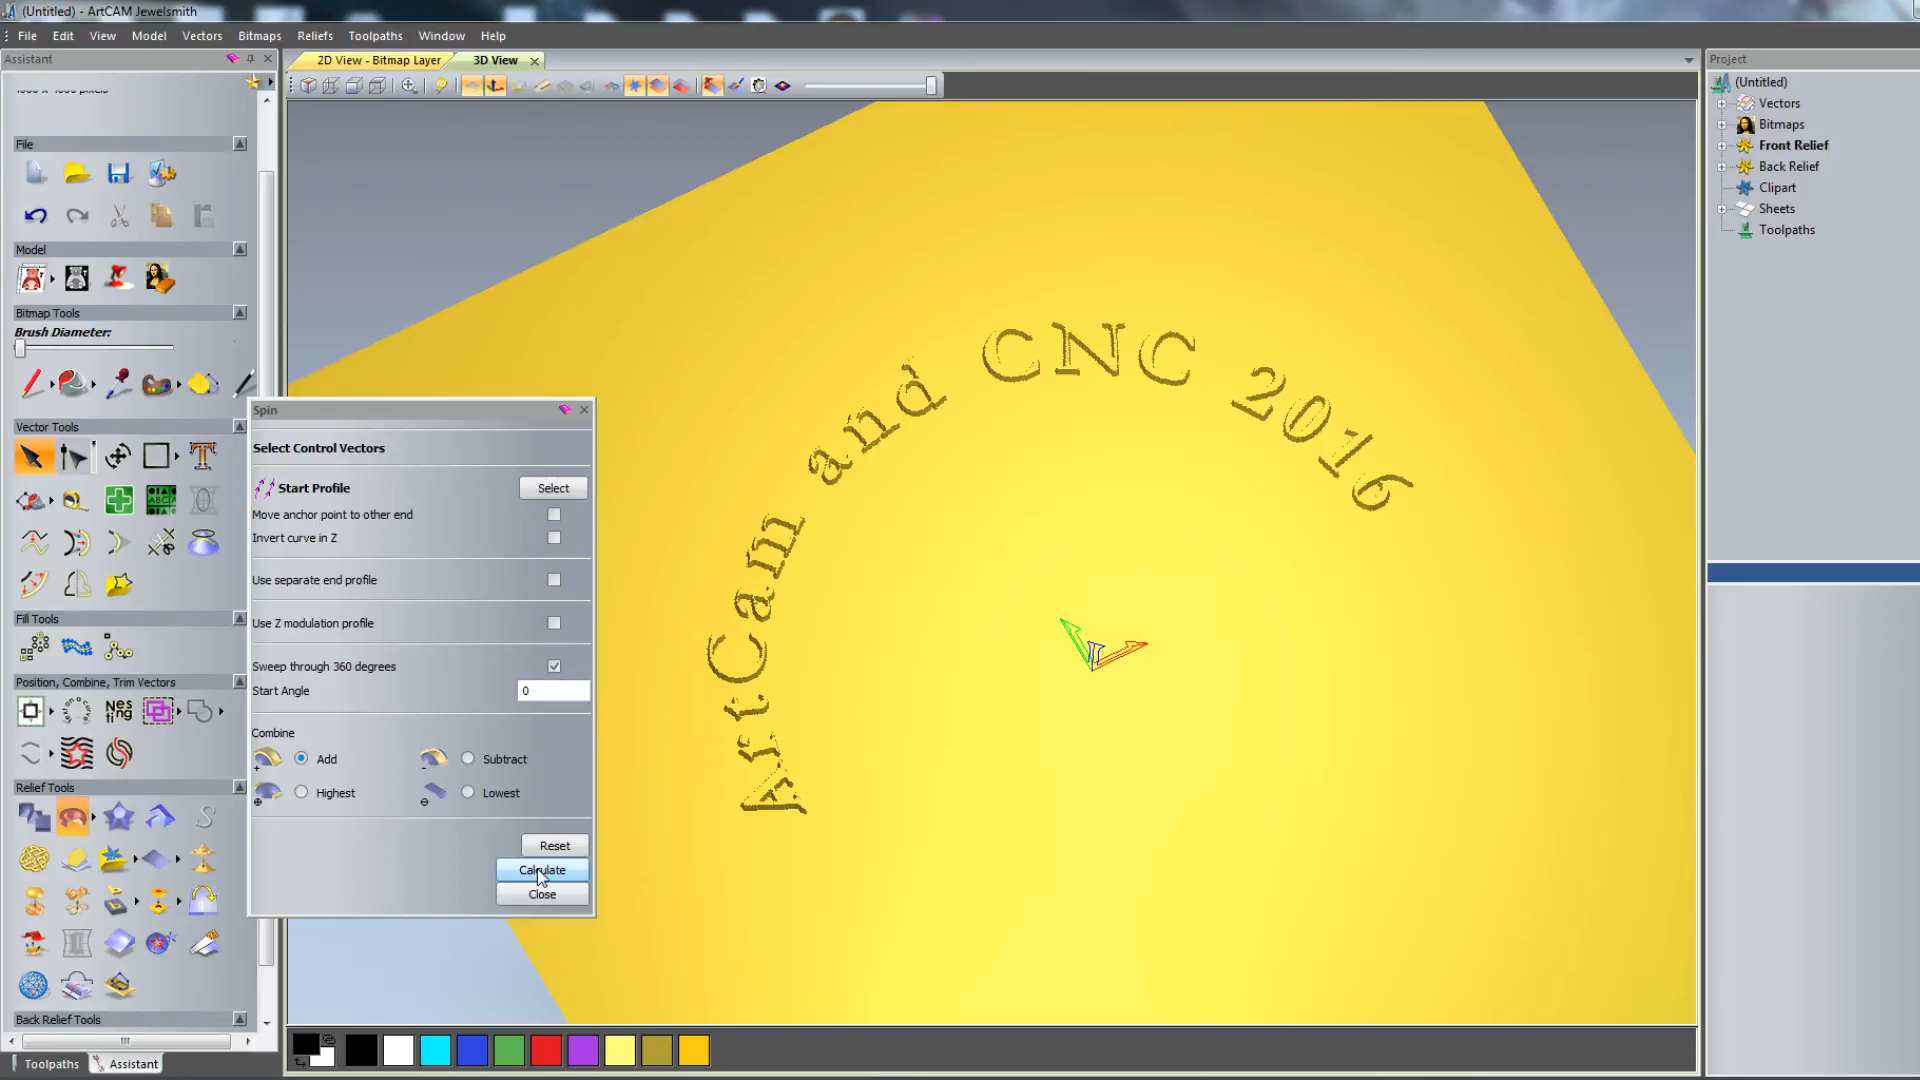 (Untitled) - ArtCAM Jewelsmith
File Edit View Model Vectors Bitmaps Reliefs Toolpaths Window Help
Assistant
2D View - Bitmap Layer
3D View
Project
(Untitled)
Vectors
Bitmaps
Front Relief
Back Relief
Clipart
Sheets
Toolpaths
File
Model
Bitmap Tools
Brush Diameter:
Vector Tools
Fill Tools
Position, Combine, Trim Vectors
Nes
ting
Relief Tools
Back Relief Tools
Toolpaths
Assistant
Spin
Select Control Vectors
Start Profile
Select
Move anchor point to other end
Invert curve in Z
Use separate end profile
Use Z modulation profile
Sweep through 360 degrees
Start Angle
0
Combine
Add
Subtract
Highest
Lowest
Reset
Calculate
Close
ArtCam and CNC 2016